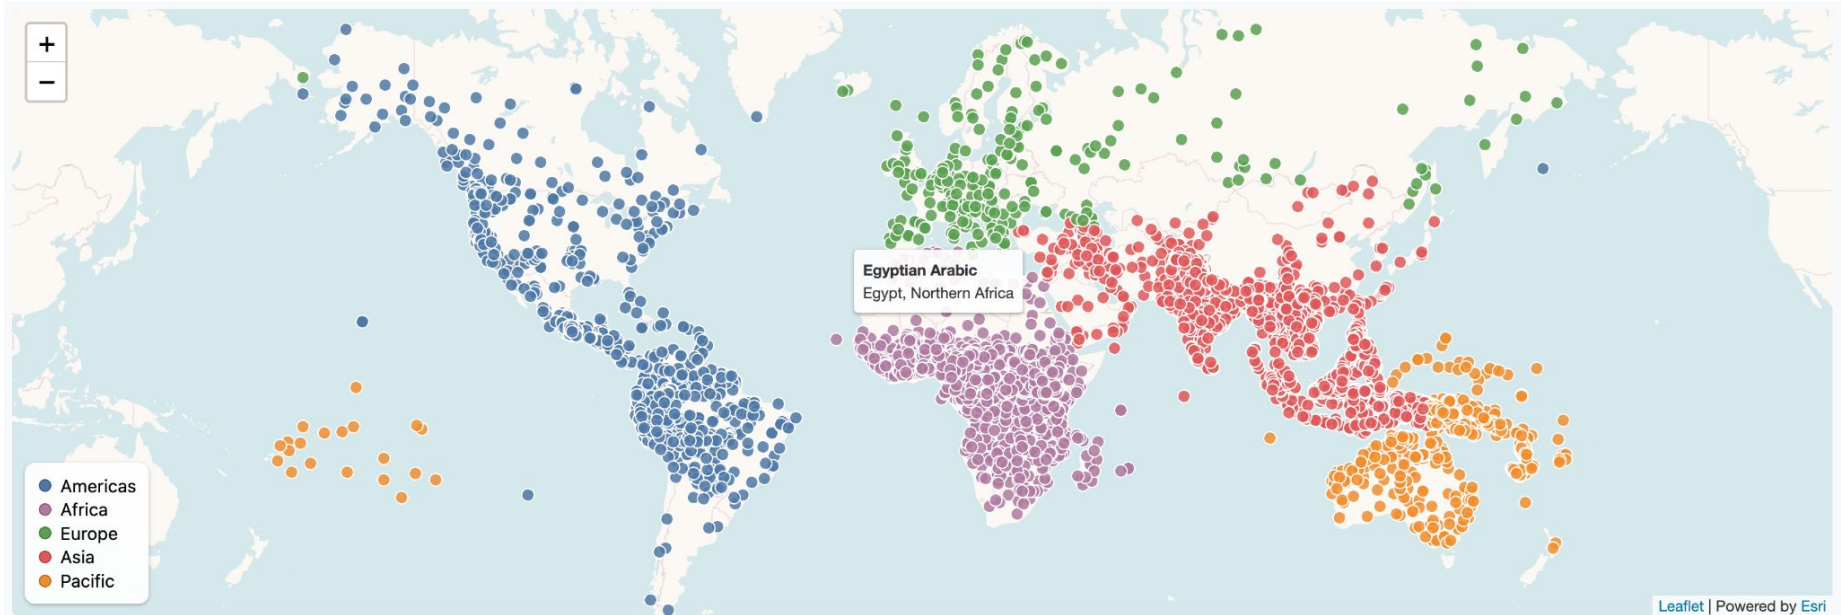 +
−
Egyptian Arabic
Egypt, Northern Africa
Americas
Africa
Europe
Asia
Pacific
Leaflet | Powered by Esri